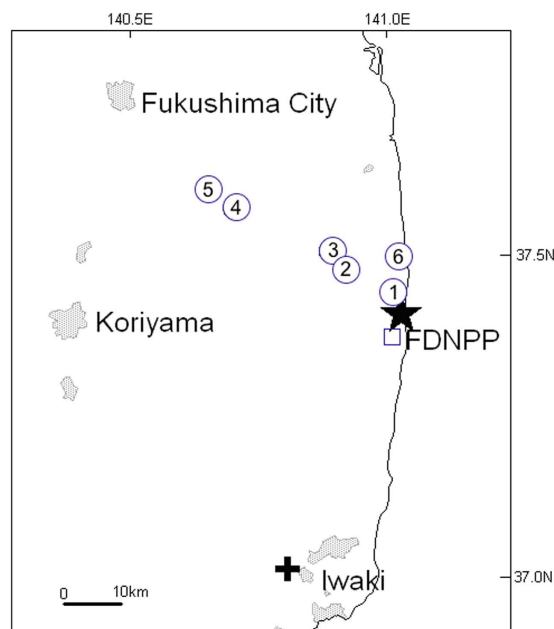 140.5E 141.0E
Fukushima City
5
4
3
6
37.5N
2
1
Koriyama
FDNPP
37.0N
Iwaki
0 10km